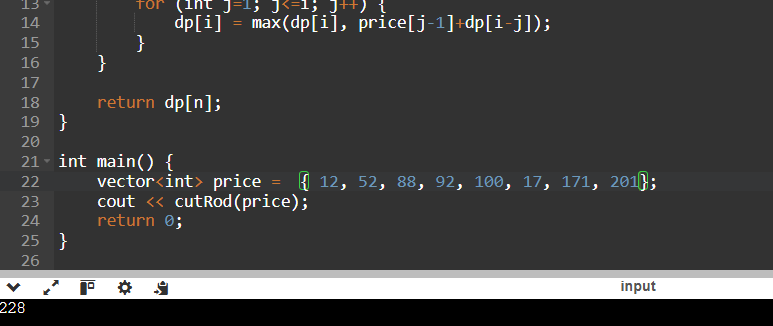 13 for (int j=1; j<=i; j++) {
14 dp[i] = max(dp[i], price[j-1]+dp[i-j]);
15 }
16 }
17
18 return dp[n];
19 }
20
21 int main() {
22 vector<int> price = { 12, 52, 88, 92, 100, 17, 171, 201};
23 cout << cutRod(price);
24 return 0;
25 }
26
input
228